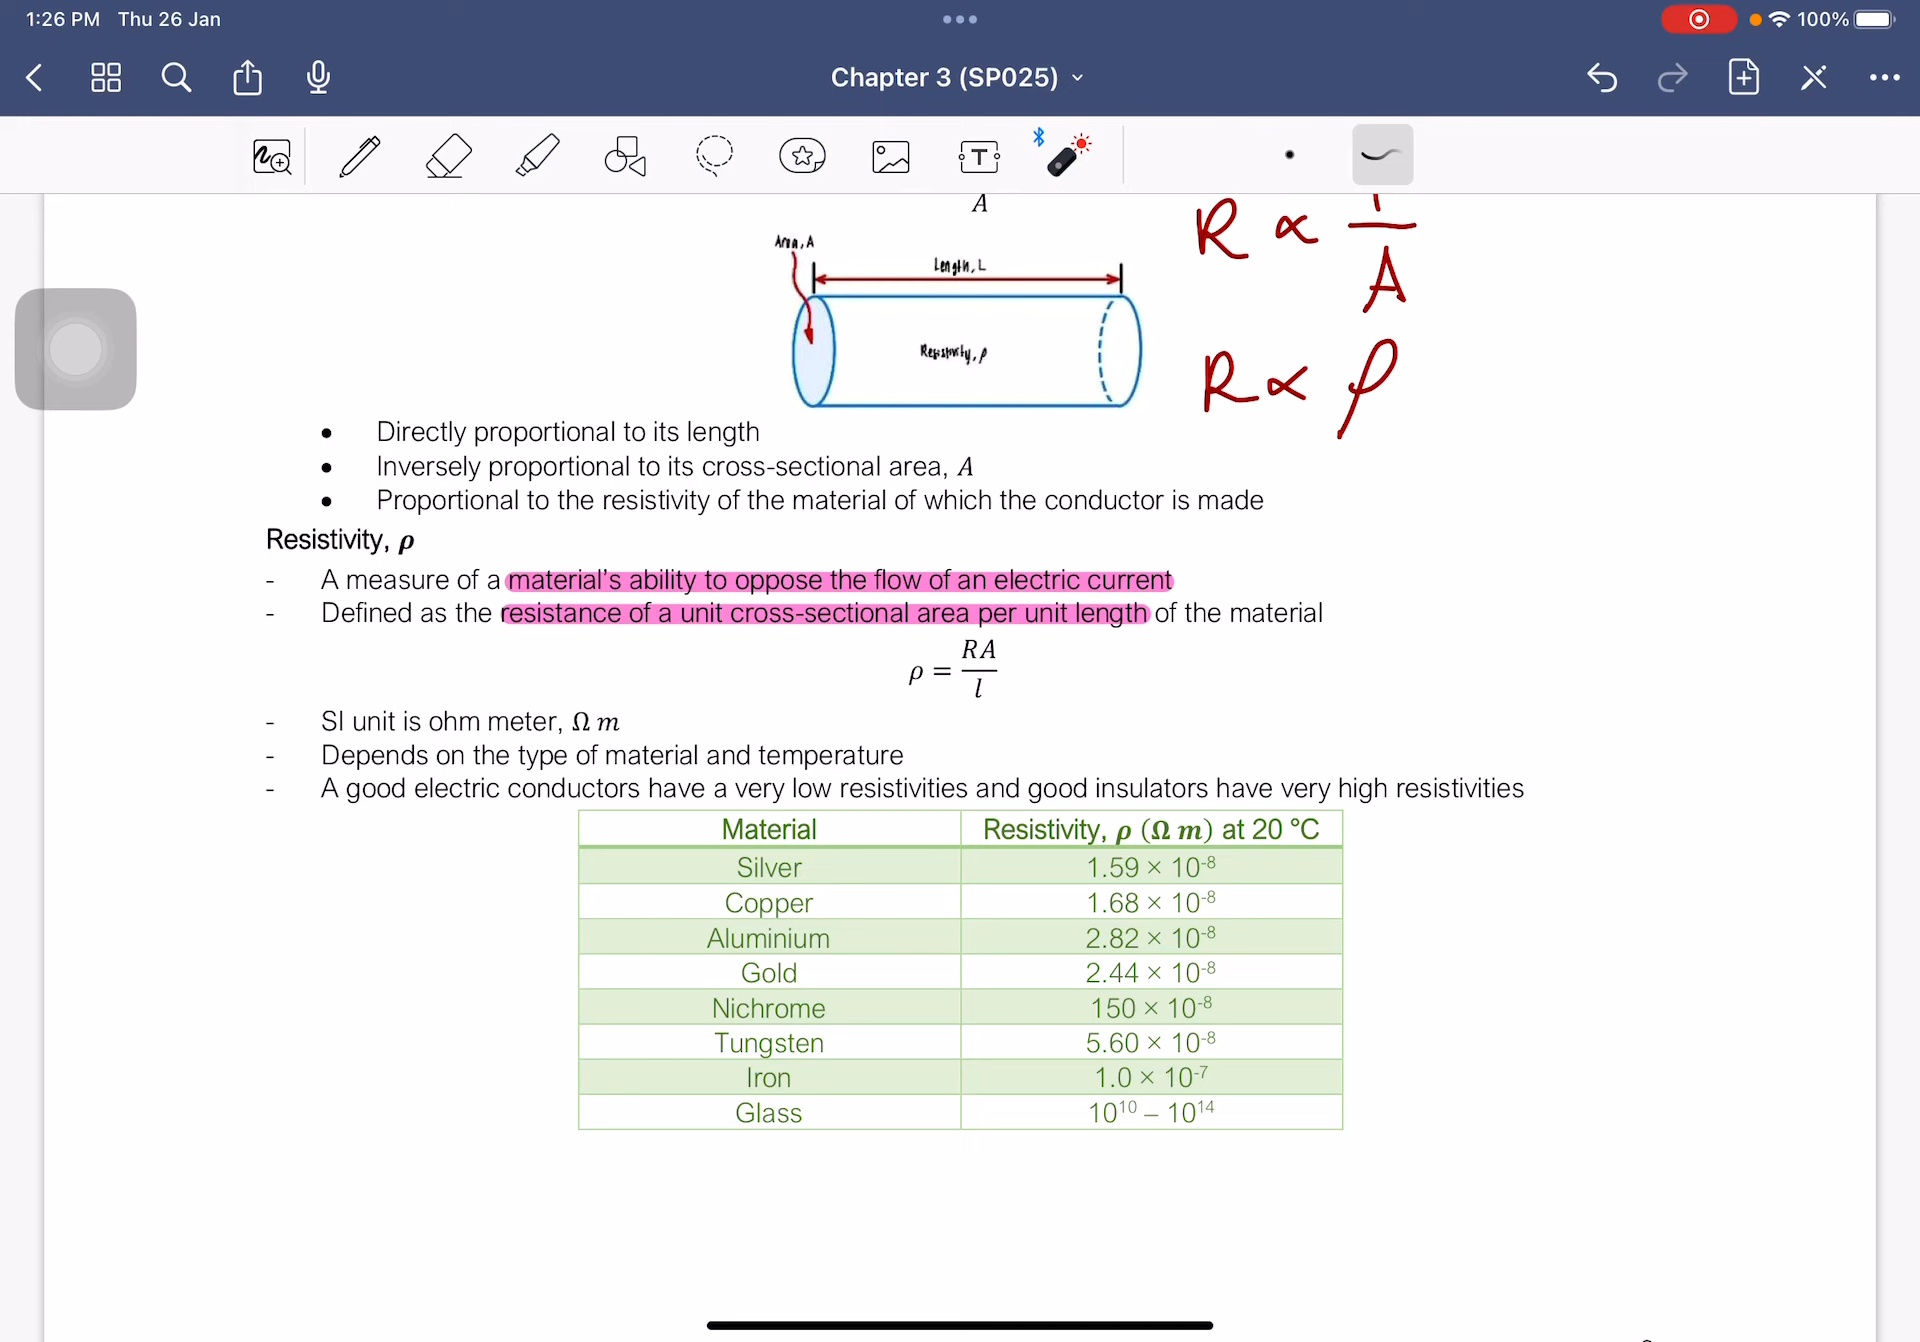 1:26 PM Thu 26 Jan
100%
Chapter 3 (SP025)
T
A
R ∝ 1/A
Area, A
Length, L
Resistivity, ρ
R ∝ ρ
• Directly proportional to its length
• Inversely proportional to its cross-sectional area, A
• Proportional to the resistivity of the material of which the conductor is made
Resistivity, ρ
- A measure of a material's ability to oppose the flow of an electric current
- Defined as the resistance of a unit cross-sectional area per unit length of the material
ρ = RA/l
- SI unit is ohm meter, Ω m
- Depends on the type of material and temperature
- A good electric conductors have a very low resistivities and good insulators have very high resistivities
Material Resistivity, ρ (Ω m) at 20 °C
Silver 1.59 × 10⁻⁸
Copper 1.68 × 10⁻⁸
Aluminium 2.82 × 10⁻⁸
Gold 2.44 × 10⁻⁸
Nichrome 150 × 10⁻⁸
Tungsten 5.60 × 10⁻⁸
Iron 1.0 × 10⁻⁷
Glass 10¹⁰ – 10¹⁴